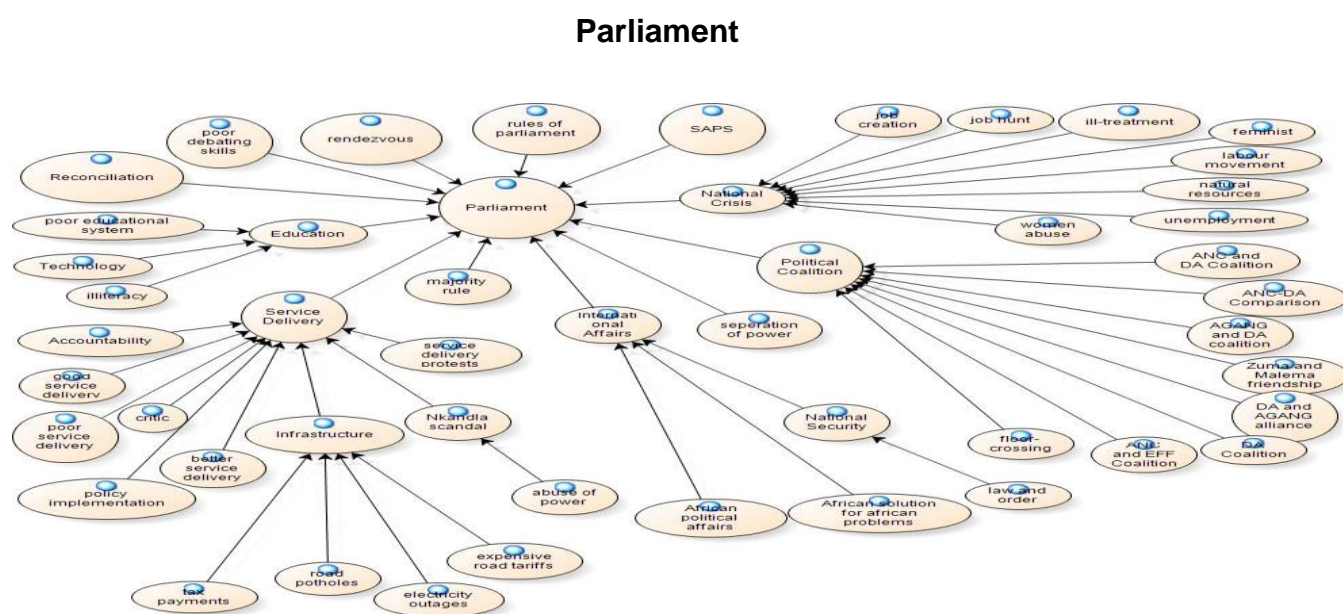 Parliament
poor
debating
skills
rendezvous
rules of
parliament
SAPS
job
creation
job hunt
ill-treatment
feminist
labour
movement
natural
resources
unemployment
women
abuse
National
Crisis
Reconciliation
Parliament
poor educational
system
Education
Technology
illiteracy
majority
rule
Political
Coalition
ANC and
DA Coalition
ANC-DA
Comparison
AGANG and DA
coalition
Zuma and
Malema
friendship
DA and
AGANG
alliance
DA
Coalition
ANC
and EFF
Coalition
floor-
crossing
Service
Delivery
Internati
onal
Affairs
seperation
of power
Accountability
service
delivery
protests
good
service
delivery
critic
poor
service
delivery
Infrastructure
Nkandla
scandal
National
Security
better
service
delivery
policy
implementation
abuse of
power
African
political
affairs
African solution
for african
problems
law and
order
tax
payments
road
potholes
electricity
outages
expensive
road tariffs